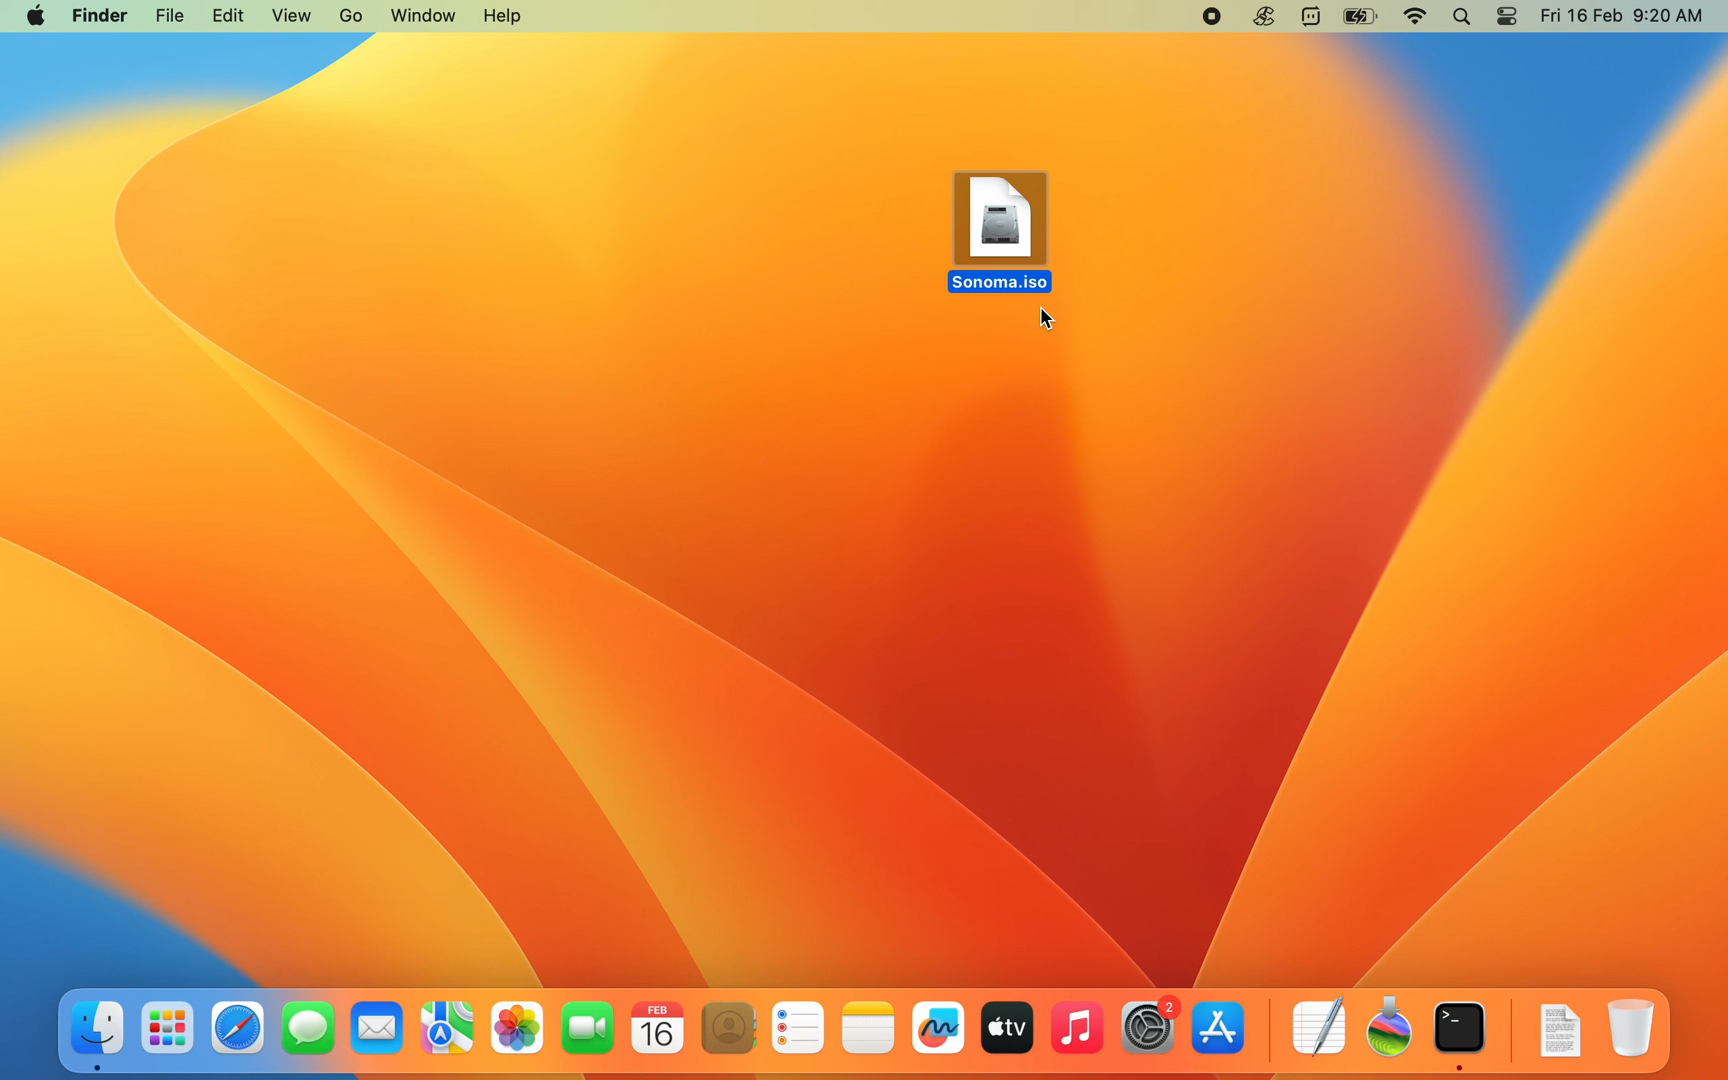 Finder File Edit View Go Window Help Fri 16 Feb 9:20 AM
Sonoma.iso
FEB
16
tv
2
>_